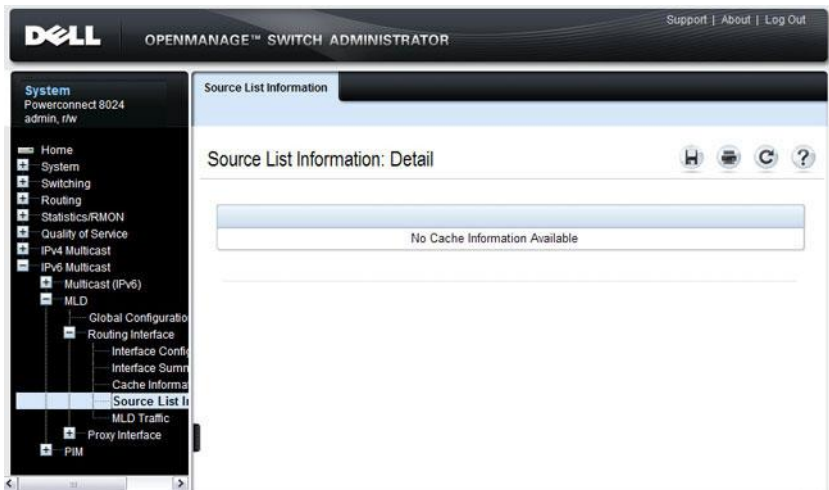 DELL
OPENMANAGE™ SWITCH ADMINISTRATOR
Support | About | Log Out
System
Powerconnect 8024
admin, r/w
Home
System
Switching
Routing
Statistics/RMON
Quality of Service
IPv4 Multicast
IPv6 Multicast
Multicast (IPv6)
MLD
Global Configuratio
Routing Interface
Interface Config
Interface Summ
Cache Informa
Source List I
MLD Traffic
Proxy Interface
PIM
Source List Information
Source List Information: Detail
?
No Cache Information Available